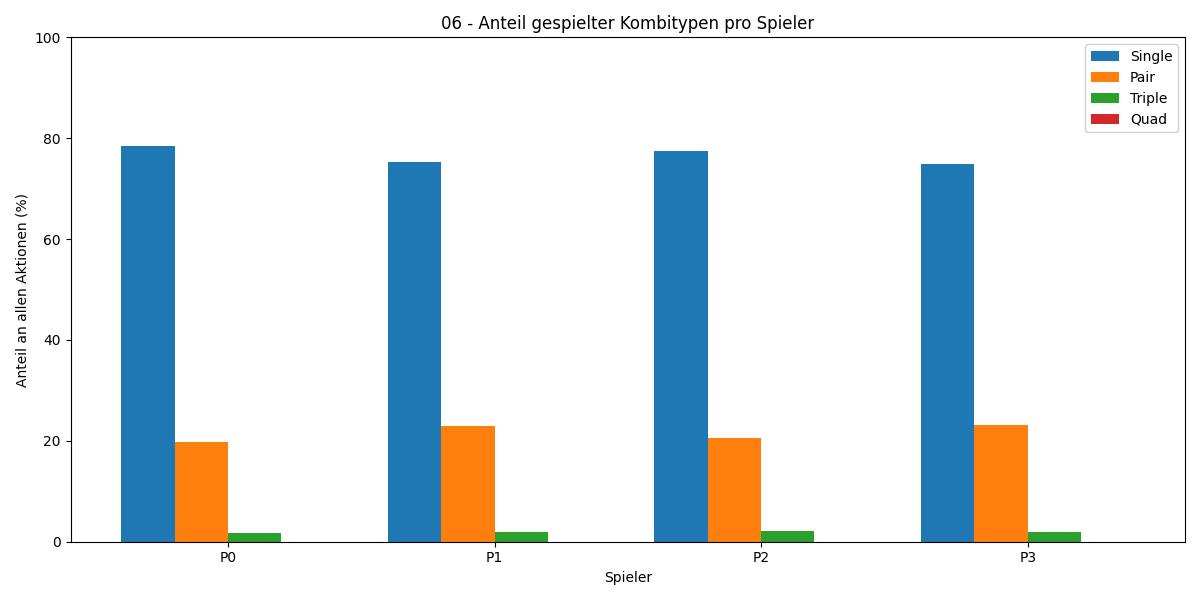 06 - Anteil gespielter Kombitypen pro Spieler
100
80
60
40
20
0
Anteil an allen Aktionen (%)
Single
Pair
Triple
Quad
P0
P1
P2
P3
Spieler